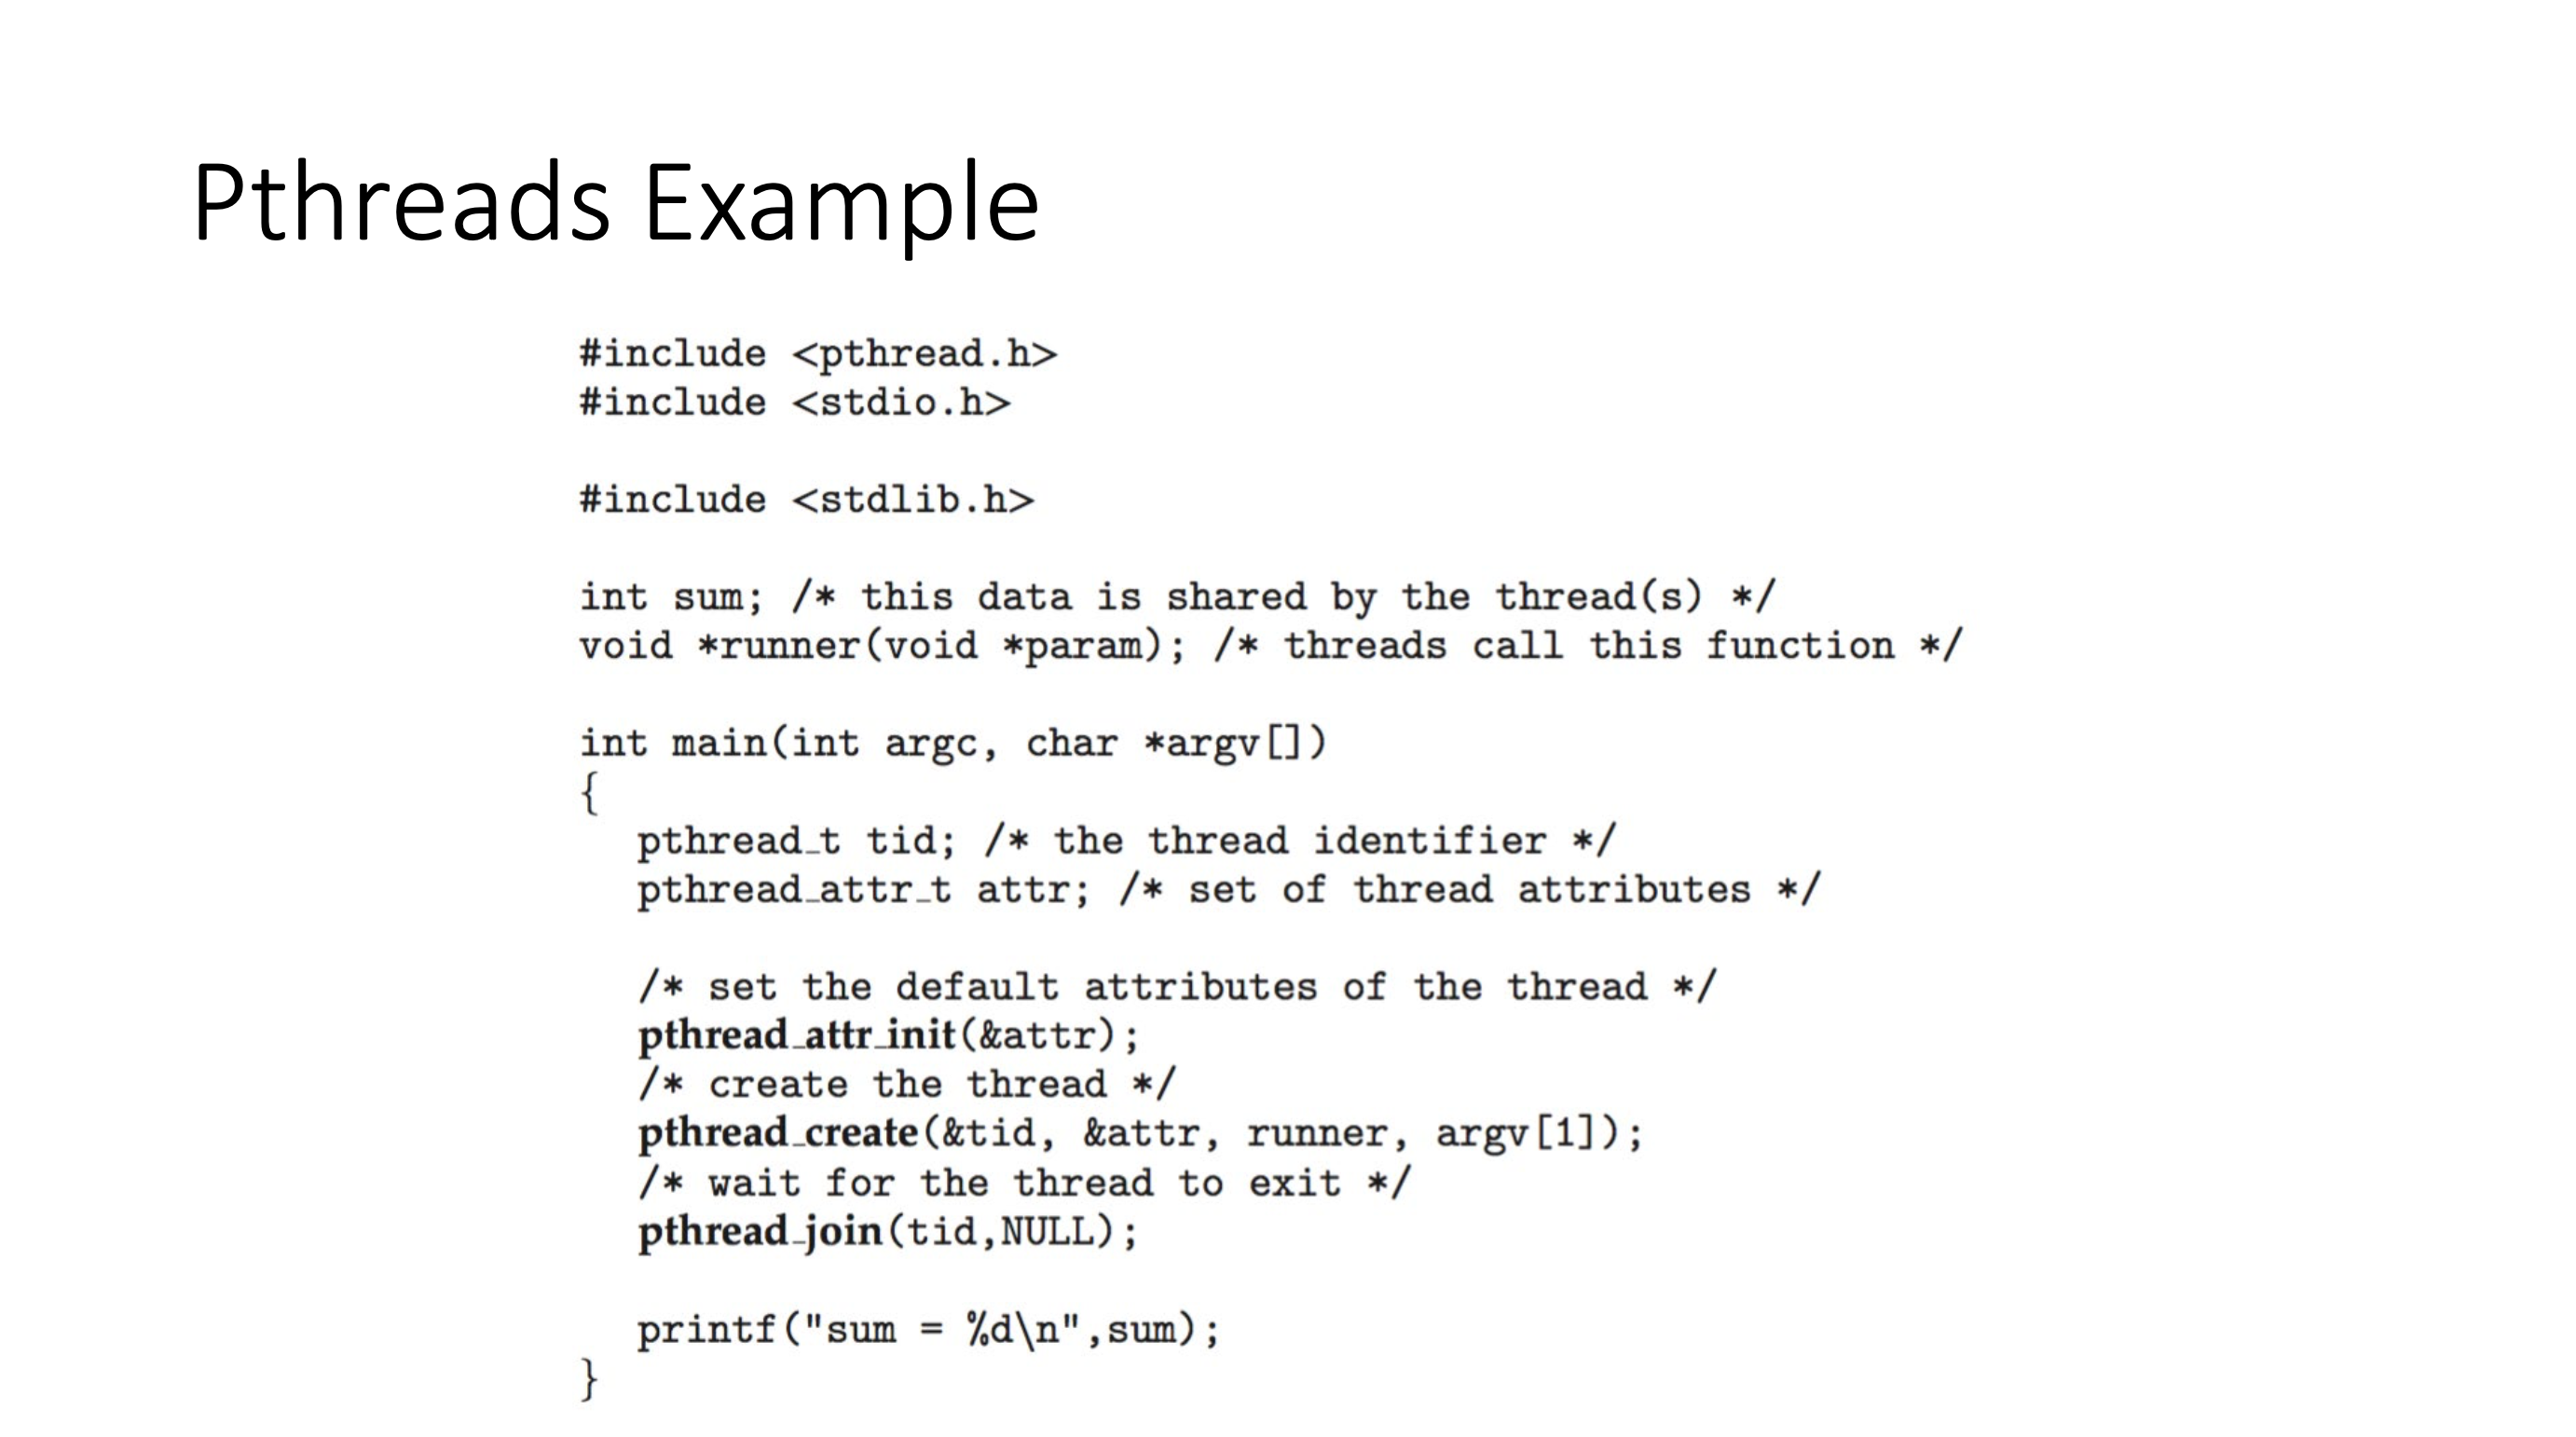 Pthreads Example
#include <pthread.h>
#include <stdio.h>
#include <stdlib.h>
int sum; /* this data is shared by the thread(s) */
void *runner(void *param); /* threads call this function */
int main(int argc, char *argv[])
{
pthread_t tid; /* the thread identifier */
pthread_attr_t attr; /* set of thread attributes */
/* set the default attributes of the thread */
pthread_attr_init(&attr);
/* create the thread */
pthread_create(&tid, &attr, runner, argv[1]);
/* wait for the thread to exit */
pthread_join(tid,NULL);
printf("sum = %d\n",sum);
}